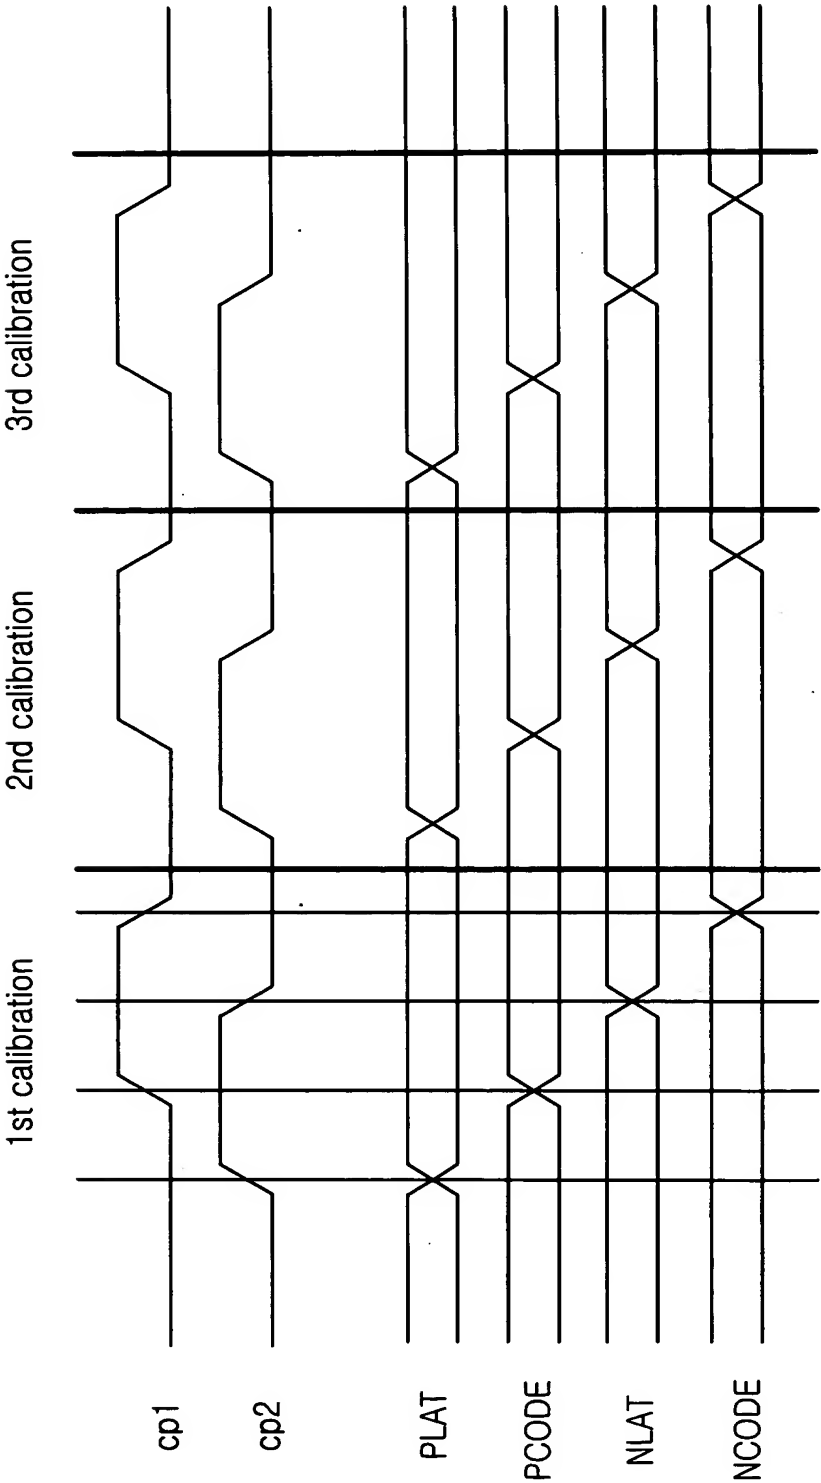 1st calibration
2nd calibration
3rd calibration
cp1
cp2
PLAT
PCODE
NLAT
NCODE